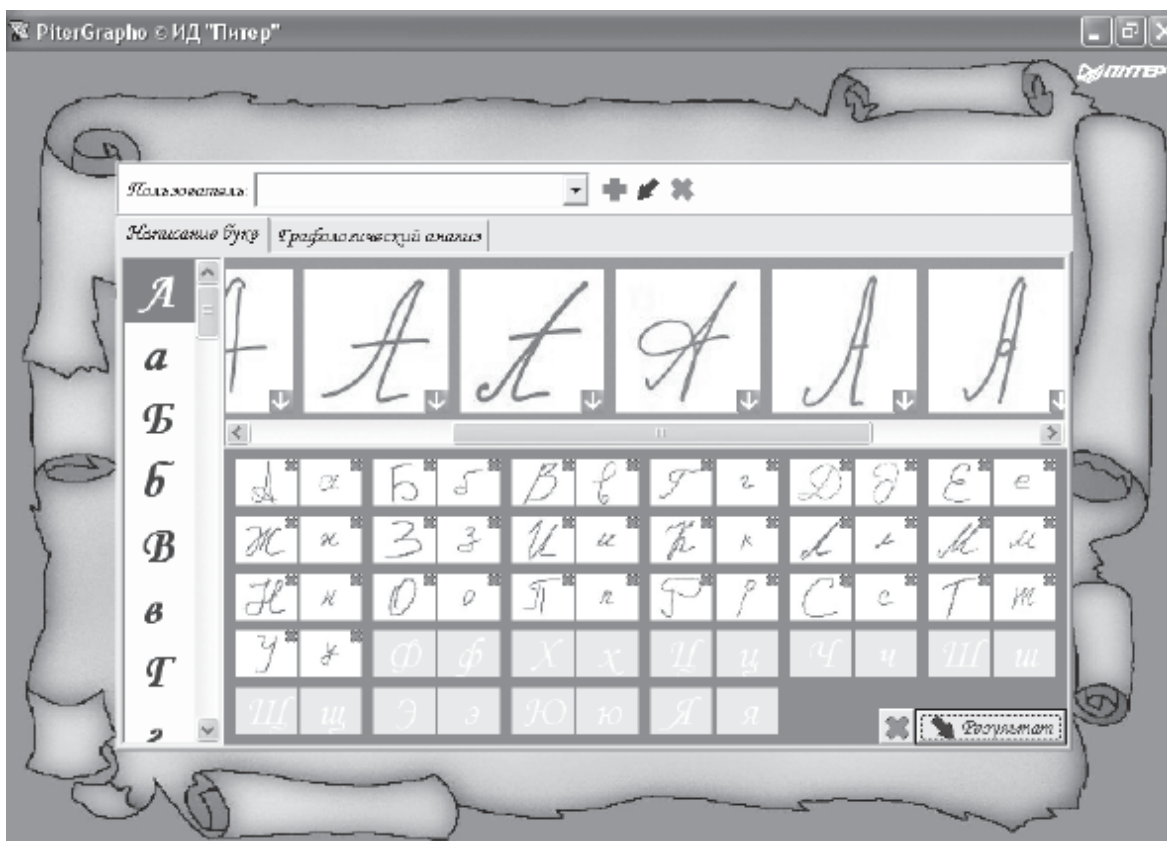 PiterGrapho © ИД "Питер"
ПИТЕР
Пользователь:
Написание букв Графологический анализ
А
а
Б
б
В
в
Г
г
А А А А А А
А а Б б В в Г г Д д Е е
Ж ж З з И и К к Л л М м
Н н О о П п Р р С с Т т
У у Ф ф Х х Ц ц Ч ч Ш ш
Щ щ Э э Ю ю Я я
Результат